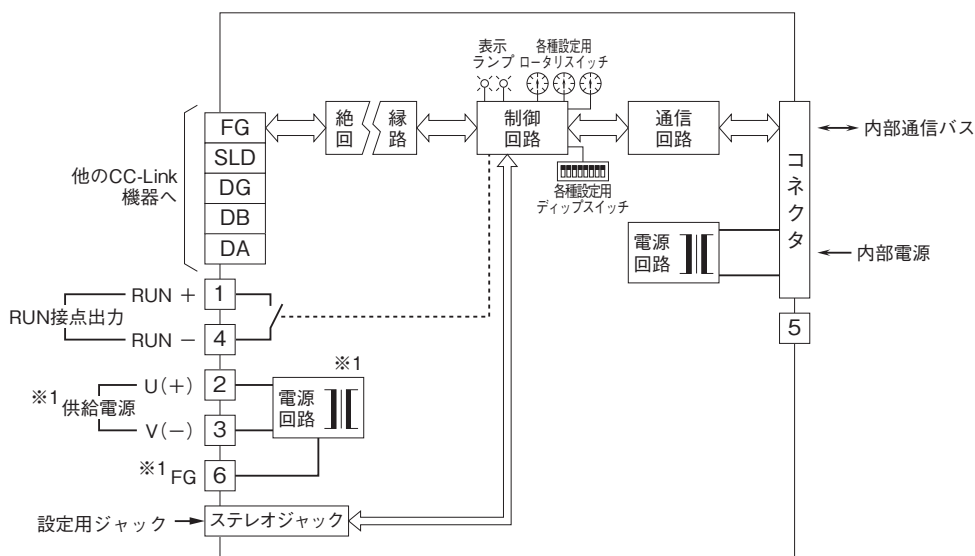 表示
ランプ
各種設定用
ロータリスイッチ
FG
SLD
DG
DB
DA
他のCC-Link
機器へ
絶
回
縁
路
制御
回路
通信
回路
コネクタ
内部通信バス
各種設定用
ディップスイッチ
電源
回路
内部電源
5
RUN +
1
RUN接点出力
RUN −
4
※1
U(+)
2
※1 供給電源
電源
回路
V(−)
3
※1 FG
6
設定用ジャック
ステレオジャック